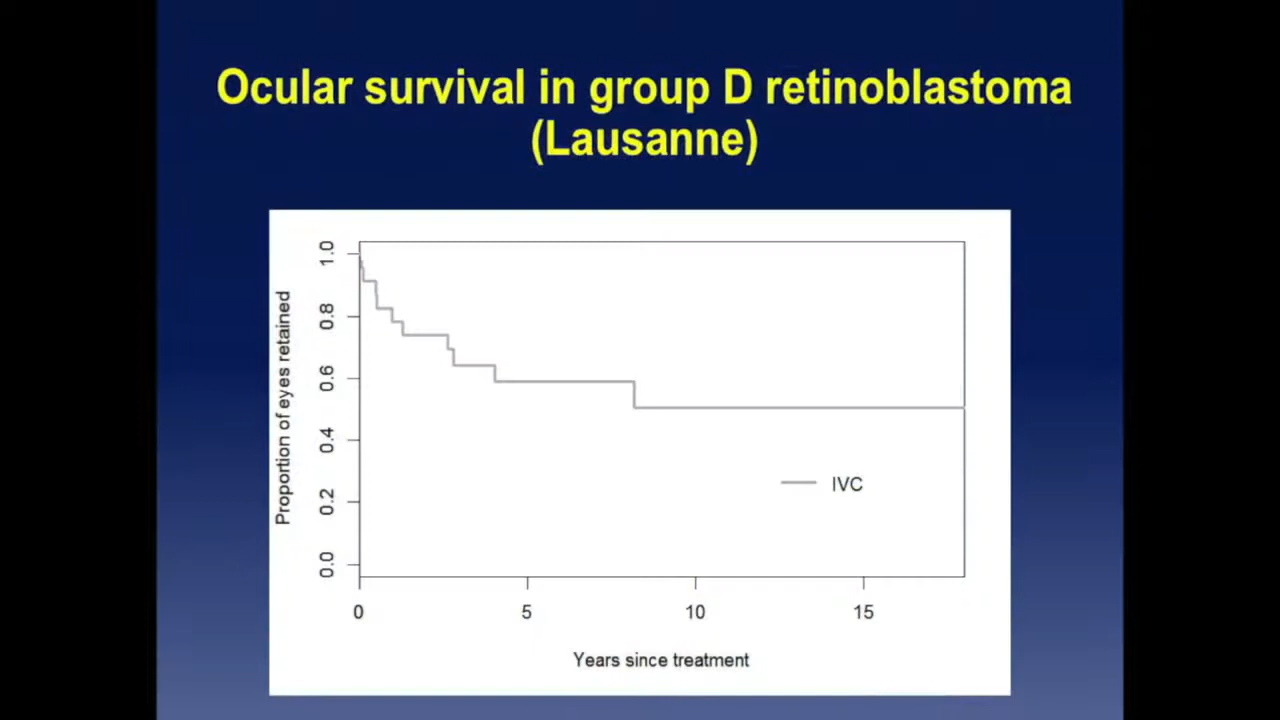 Ocular survival in group D retinoblastoma
(Lausanne)
Proportion of eyes retained
1.0
0.8
0.6
0.4
0.2
0.0
IVC
0 5 10 15
Years since treatment